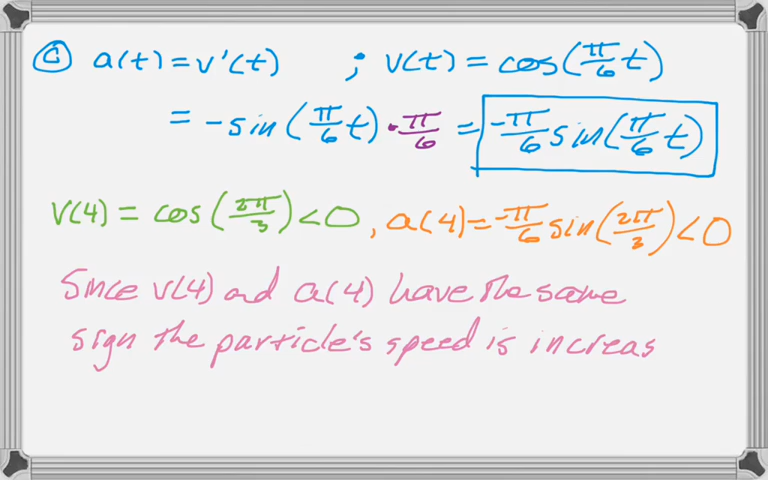 ⓒ a(t) = v'(t) ; v(t) = cos(π/6 t)
= -sin(π/6 t) · π/6 = -π/6 sin(π/6 t)
v(4) = cos(2π/3) < 0, a(4) = -π/6 sin(2π/3) < 0
Since v(4) and a(4) have the same
sign the particle's speed is increas